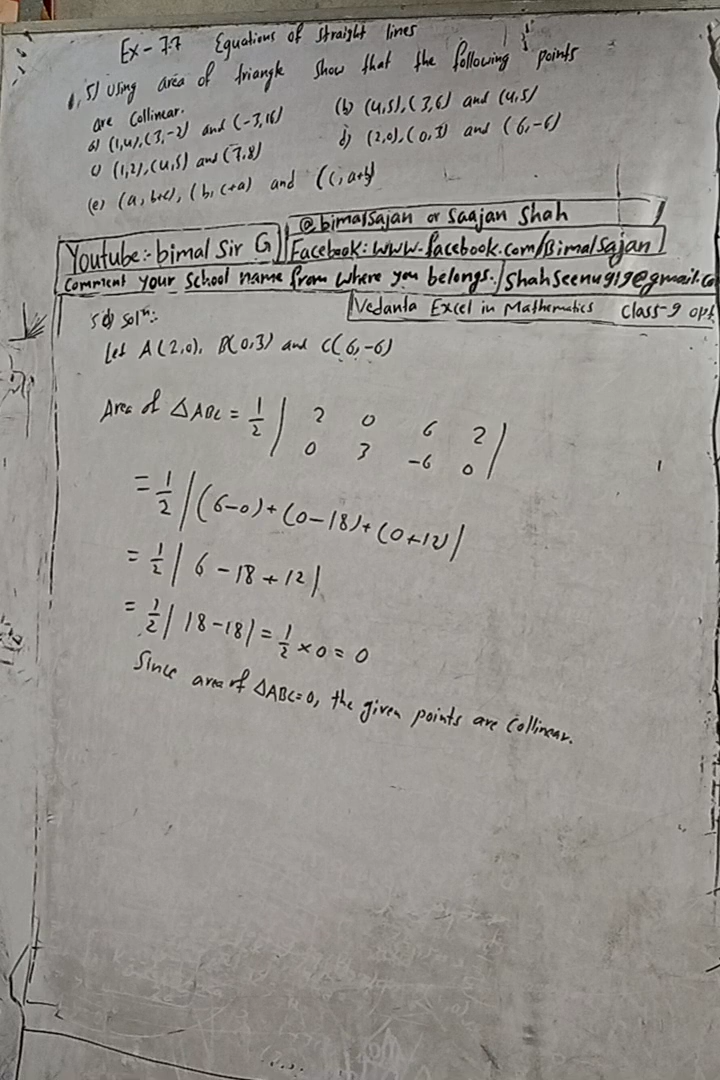 Ex-7.7 Equations of straight lines
5) Using area of triangle show that the following points
are collinear.
a) (1,4),(3,-2) and (-3,16) (b) (4,5),(3,6) and (4,5)
c) (1,2),(4,5) and (7,8) d) (2,0),(0,3) and (6,-6)
(e) (a, b+c), (b, c+a) and (c, a+b)
@bimalsajan or Saajan Shah
Youtube:- bimal Sir G Facebook: www.facebook.com/Bimalsajan
Comment your School name from where you belongs. / Shahseenu919@gmail.co
Vedanta Excel in Mathematics Class-9 opt
5d) Solⁿ:-
Let A(2,0), B(0,3) and C(6,-6)
Area of △ABC = 1/2 | 2 0 6 2
0 3 -6 0 |
= 1/2 |(6-0)+(0-18)+(0+12)|
= 1/2 | 6-18+12 |
= 1/2 | 18-18| = 1/2 × 0 = 0
Since area of △ABC=0, the given points are collinear.